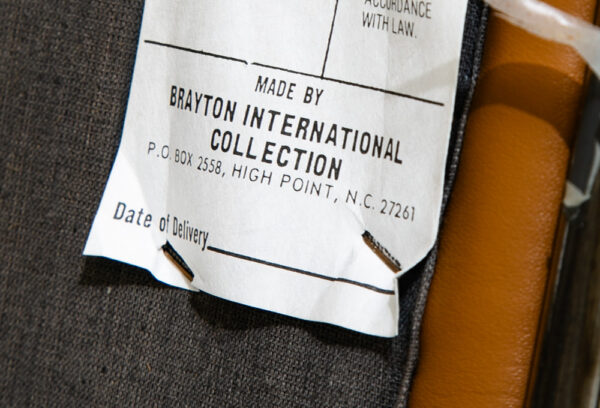 ACCORDANCE
WITH LAW.
MADE BY
BRAYTON INTERNATIONAL
COLLECTION
P.O. BOX 2558, HIGH POINT, N.C. 27261
Date of Delivery